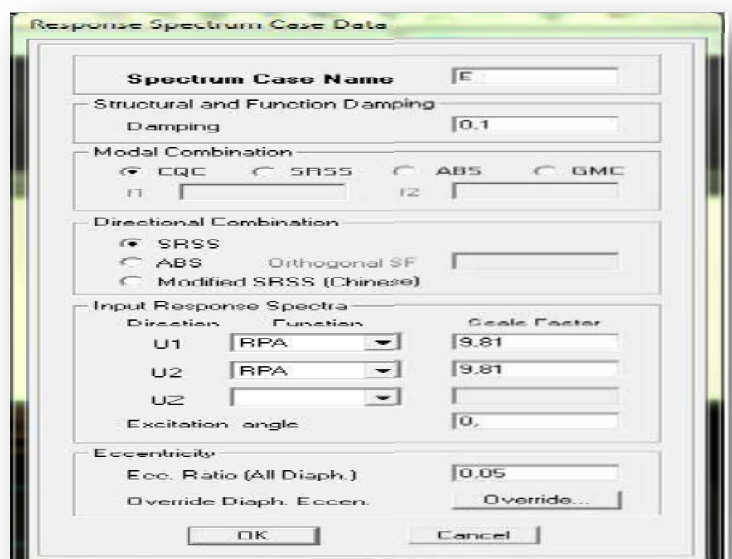 Response Spectrum Case Data
Spectrum Case Name E
Structural and Function Damping
Damping 0.1
Modal Combination
CQC SRSS ABS GMC
f1 f2
Directional Combination
SRSS
ABS Orthogonal SF
Modified SRSS (Chinese)
Input Response Spectra
Direction Function Scale Factor
U1 RPA 9.81
U2 RPA 9,81
UZ
Excitation angle 0,
Eccentricity
Ecc. Ratio (All Diaph.) 0,05
Override Diaph. Eccen. Override...
OK Cancel